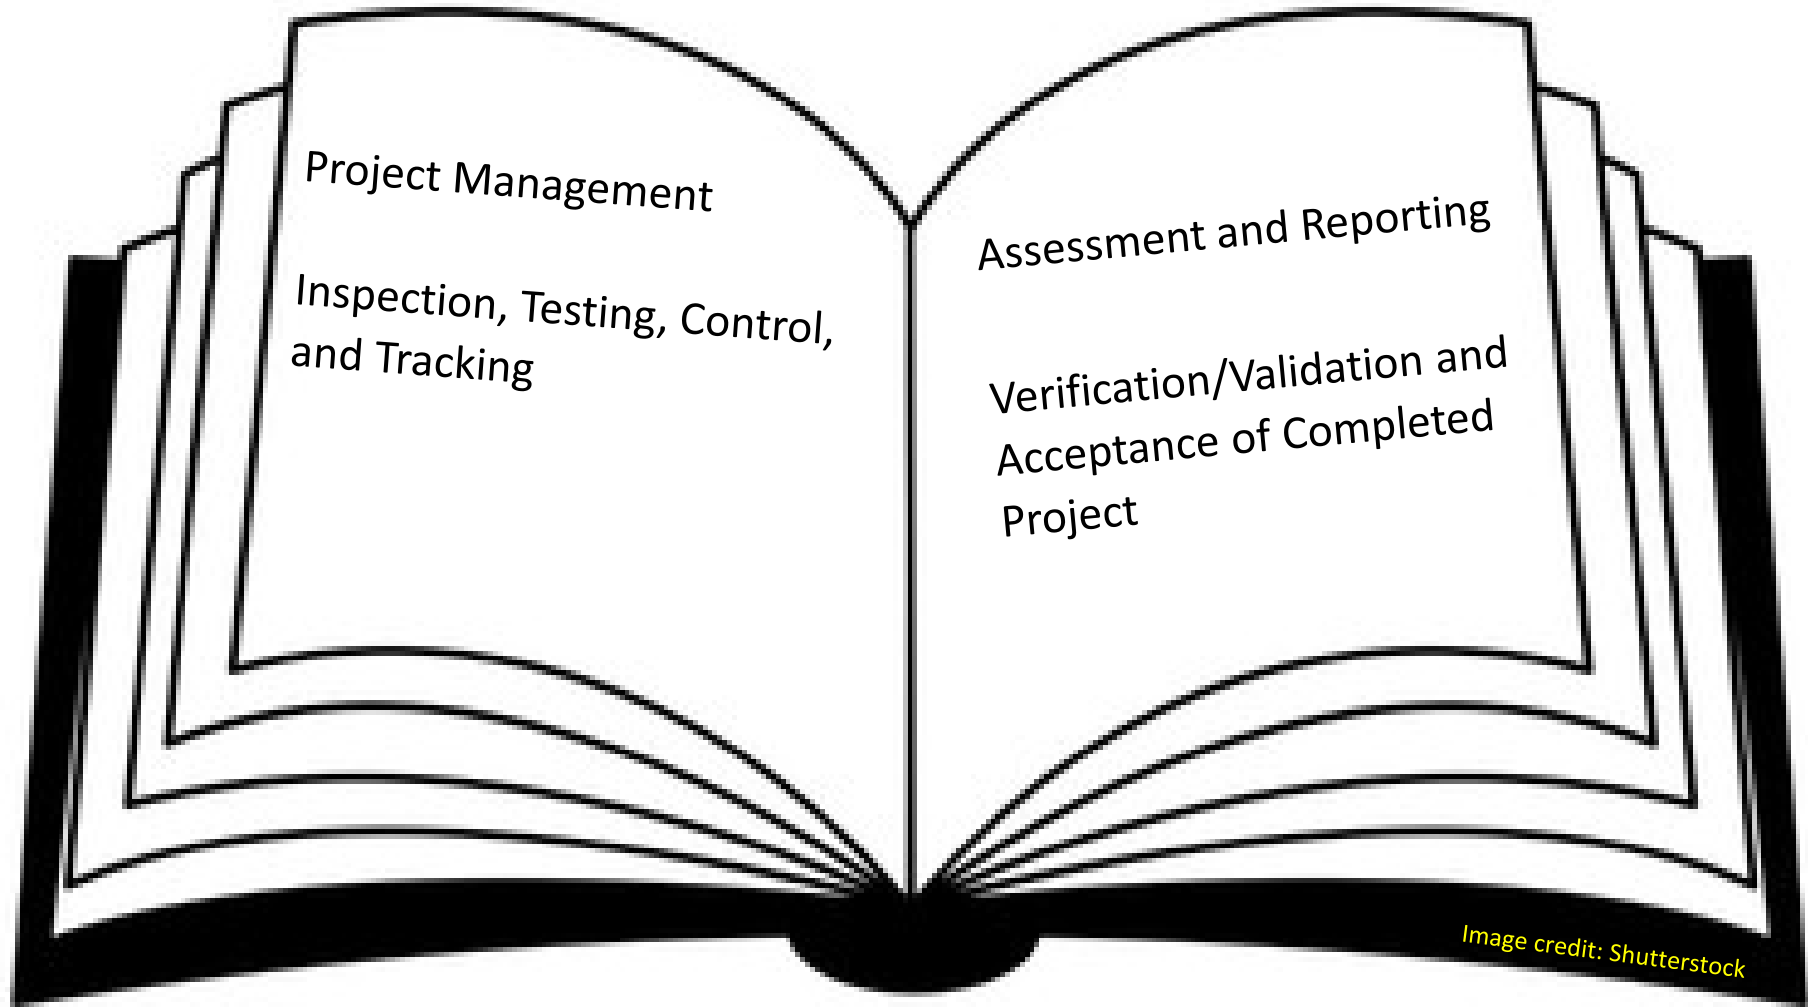 Project Management
Inspection, Testing, Control,
and Tracking
Assessment and Reporting
Verification/Validation and
Acceptance of Completed
Project
Image credit: Shutterstock